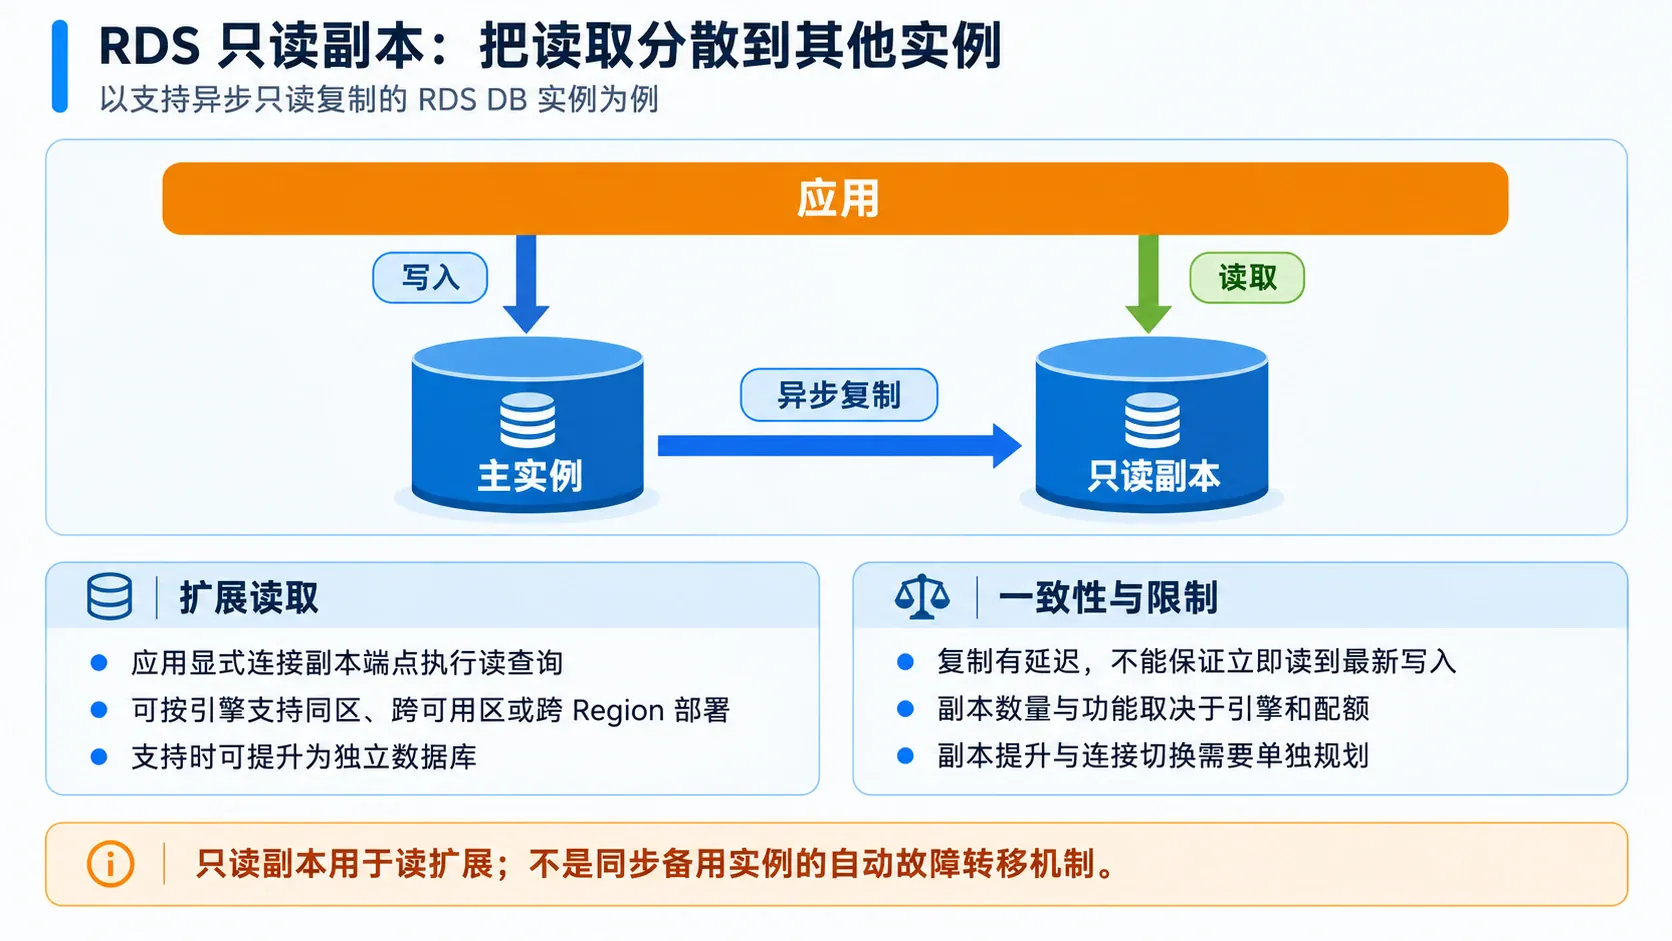 RDS 只读副本：把读取分散到其他实例
以支持异步只读复制的 RDS DB 实例为例
应用
写入
读取
异步复制
主实例
只读副本
扩展读取
应用显式连接副本端点执行读查询
可按引擎支持同区、跨可用区或跨 Region 部署
支持时可提升为独立数据库
一致性与限制
复制有延迟，不能保证立即读到最新写入
副本数量与功能取决于引擎和配额
副本提升与连接切换需要单独规划
只读副本用于读扩展；不是同步备用实例的自动故障转移机制。